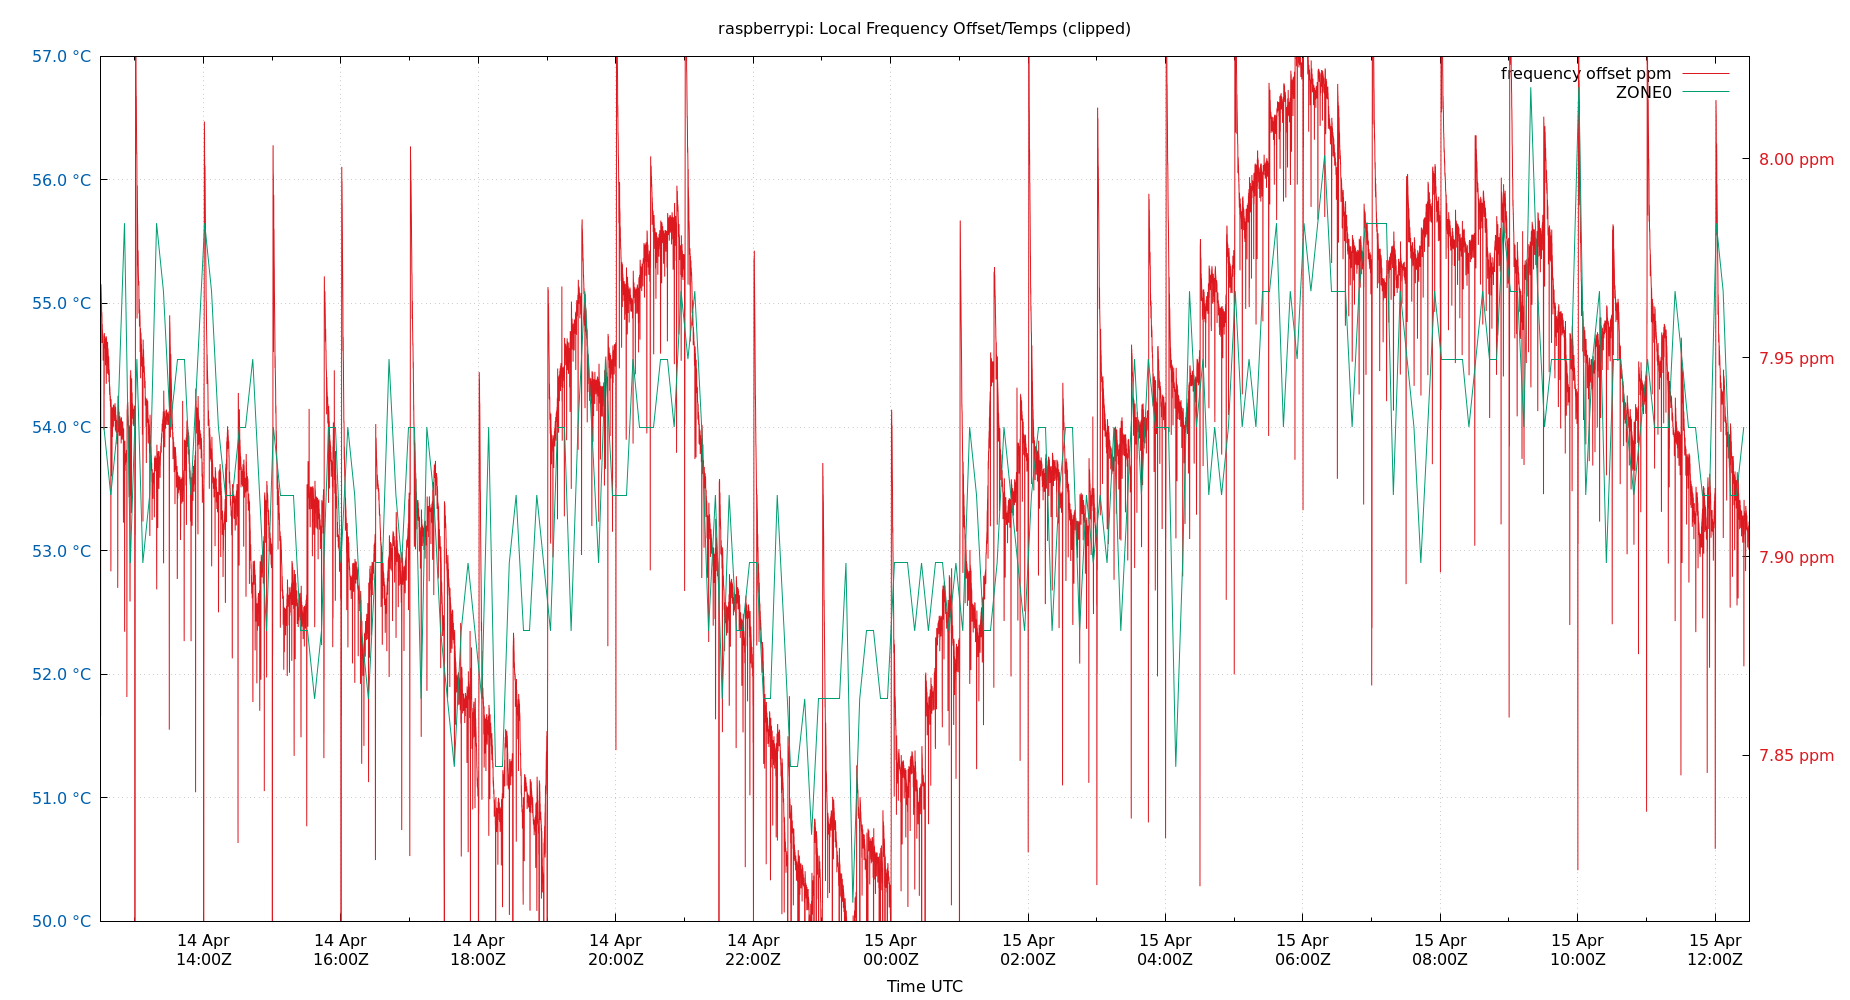 raspberrypi: Local Frequency Offset/Temps (clipped)
57.0 °C
56.0 °C
55.0 °C
54.0 °C
53.0 °C
52.0 °C
51.0 °C
50.0 °C
frequency offset ppm
ZONE0
8.00 ppm
7.95 ppm
7.90 ppm
7.85 ppm
14 Apr
14:00Z
14 Apr
16:00Z
14 Apr
18:00Z
14 Apr
20:00Z
14 Apr
22:00Z
15 Apr
00:00Z
15 Apr
02:00Z
15 Apr
04:00Z
15 Apr
06:00Z
15 Apr
08:00Z
15 Apr
10:00Z
15 Apr
12:00Z
Time UTC